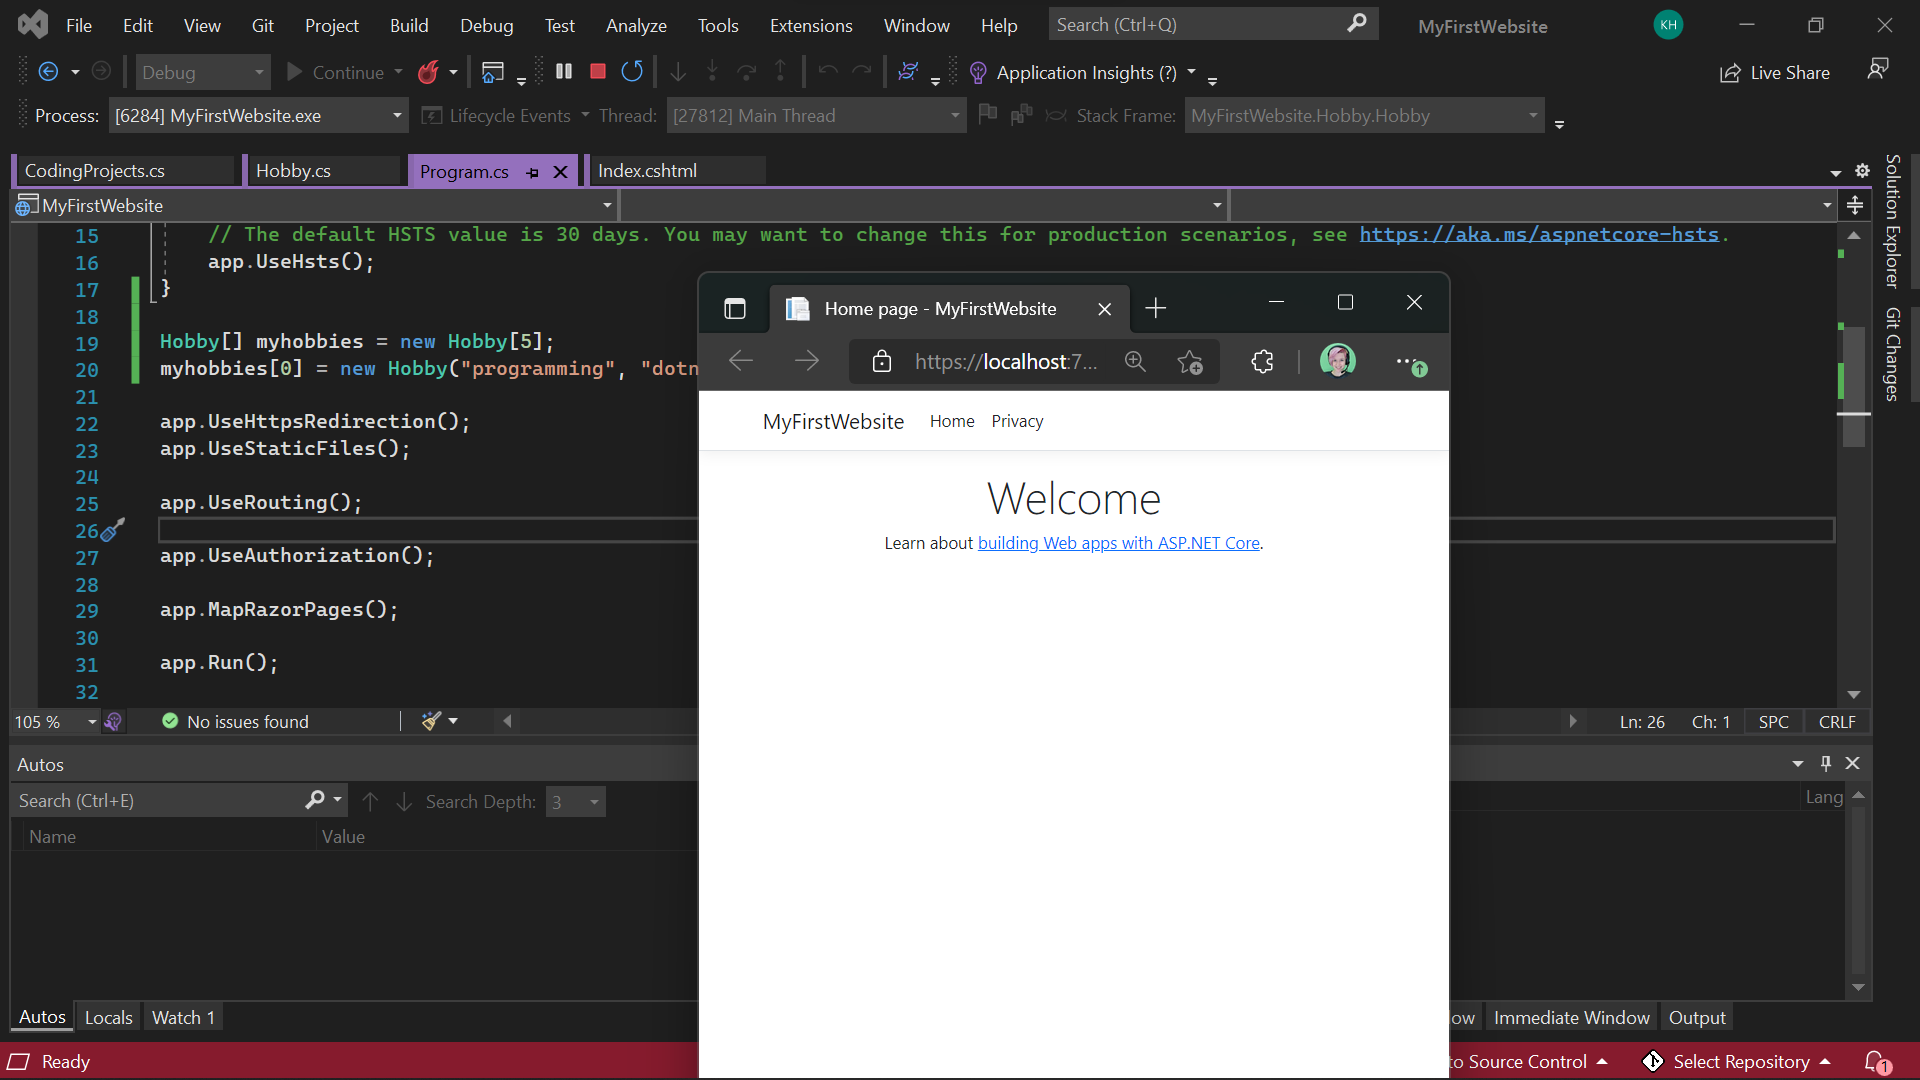 File Edit View Git Project Build Debug Test Analyze Tools Extensions Window Help Search (Ctrl+Q) MyFirstWebsite KH
Debug Continue Application Insights (?) Live Share
Process: [6284] MyFirstWebsite.exe Lifecycle Events Thread: [27812] Main Thread Stack Frame: MyFirstWebsite.Hobby.Hobby
CodingProjects.cs Hobby.cs Program.cs Index.cshtml
MyFirstWebsite
15 // The default HSTS value is 30 days. You may want to change this for production scenarios, see https://aka.ms/aspnetcore-hsts.
16 app.UseHsts();
17 }
18
19 Hobby[] myhobbies = new Hobby[5];
20 myhobbies[0] = new Hobby("programming", "dotn
21
22 app.UseHttpsRedirection();
23 app.UseStaticFiles();
24
25 app.UseRouting();
26
27 app.UseAuthorization();
28
29 app.MapRazorPages();
30
31 app.Run();
32
105 % No issues found Ln: 26 Ch: 1 SPC CRLF
Solution Explorer
Git Changes
Home page - MyFirstWebsite
https://localhost:7...
MyFirstWebsite Home Privacy
Welcome
Learn about building Web apps with ASP.NET Core.
Autos
Search (Ctrl+E) Search Depth: 3
Name Value Lang
Autos Locals Watch 1 ow Immediate Window Output
Ready to Source Control Select Repository 1